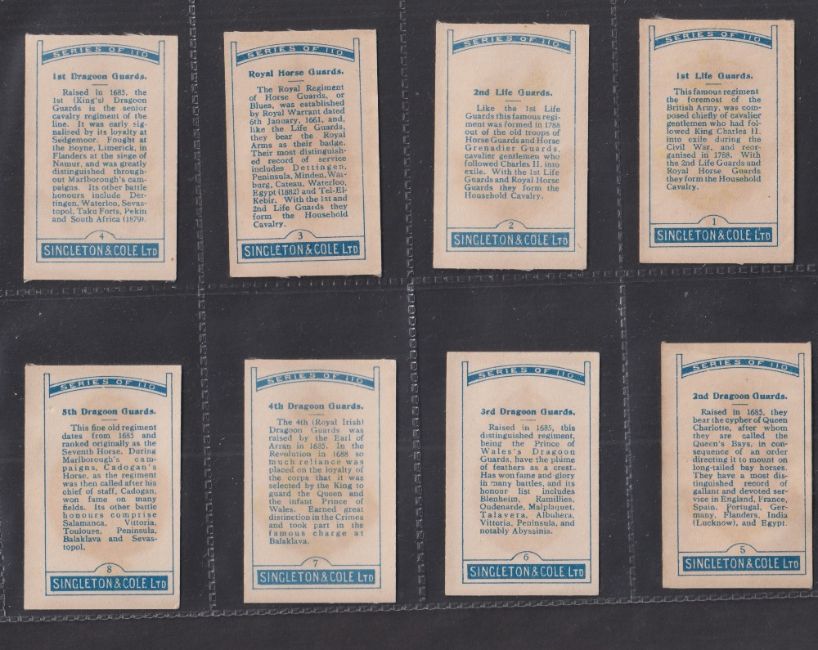 SERIES OF 110
1st Dragoon Guards.
Raised in 1685, the
1st (King's) Dragoon
Guards is the senior
cavalry regiment of the
line. It was early sig-
nalized by its loyalty at
Sedgemoor. Fought at
the Boyne, Limerick, in
Flanders at the siege of
Namur, and was greatly
distinguished through-
out Marlborough's cam-
paigns. Its other battle
honours include Det-
tingen, Waterloo, Sevas-
topol, Taku Forts, Pekin
and South Africa (1879).
4
SINGLETON & COLE LTD
SERIES OF 110
Royal Horse Guards.
The Royal Regiment
of Horse Guards, or
Blues, was established
by Royal Warrant dated
6th January, 1661, and,
like the Life Guards,
they bear the Royal
Arms as their badge.
Their most distinguish-
ed record of service
includes Dettingen,
Peninsula, Minden, War-
burg, Cateau, Waterloo,
Egypt (1882) and Tel-El-
Kebir. With the 1st and
2nd Life Guards they
form the Household
Cavalry.
3
SINGLETON & COLE LTD
SERIES OF 110
2nd Life Guards.
Like the 1st Life
Guards this famous regi-
ment was formed in 1788
out of the old troops of
Horse Guards and Horse
Grenadier Guards,
cavalier gentlemen who
followed Charles II. into
exile. With the 1st Life
Guards and Royal Horse
Guards they form the
Household Cavalry.
2
SINGLETON & COLE LTD
SERIES OF 110
1st Life Guards.
This famous regiment
the foremost of the
British Army, was com-
posed chiefly of cavalier
gentlemen who had fol-
lowed King Charles II.
into exile during the
Civil War, and reor-
ganised in 1788. With
the 2nd Life Guards and
Royal Horse Guards
they form the Household
Cavalry.
1
SINGLETON & COLE LTD
SERIES OF 110
5th Dragoon Guards.
This fine old regiment
dates from 1685 and
ranked originally as the
Seventh Horse. During
Marlborough's cam-
paigns, Cadogan's
Horse, as the regiment
was then called after his
chief of staff, Cadogan,
won fame on many
fields. Its other battle
honours comprise
Salamanca, Vittoria,
Toulouse, Peninsula,
Balaklava and Sevas-
topol.
8
SINGLETON & COLE LTD
SERIES OF 110
4th Dragoon Guards.
The 4th (Royal Irish)
Dragoon Guards was
raised by the Earl of
Arran in 1685. In the
Revolution in 1688 so
much reliance was
placed on the loyalty of
the corps that it was
selected by the King to
guard the Queen and
the infant Prince of
Wales. Earned great
distinction in the Crimea
and took part in the
famous charge at
Balaklava.
7
SINGLETON & COLE LTD
SERIES OF 110
3rd Dragoon Guards.
Raised in 1685, this
distinguished regiment,
being the Prince of
Wales's Dragoon
Guards, have the plume
of feathers as a crest.
Has won fame and glory
in many battles, and its
honour list includes
Blenheim, Ramillies,
Oudenarde, Malplaquet,
Talavera, Albuhera,
Vittoria, Peninsula, and
notably Abyssinia.
6
SINGLETON & COLE LTD
SERIES OF 110
2nd Dragoon Guards.
Raised in 1685, they
bear the cypher of Queen
Charlotte, after whom
they are called the
Queen's Bays, in con-
sequence of an order
directing it to mount on
long-tailed bay horses.
They have a most dis-
tinguished record of
gallant and devoted ser-
vice in England, France,
Spain, Portugal, Ger-
many, Flanders, India
(Lucknow), and Egypt.
5
SINGLETON & COLE LTD